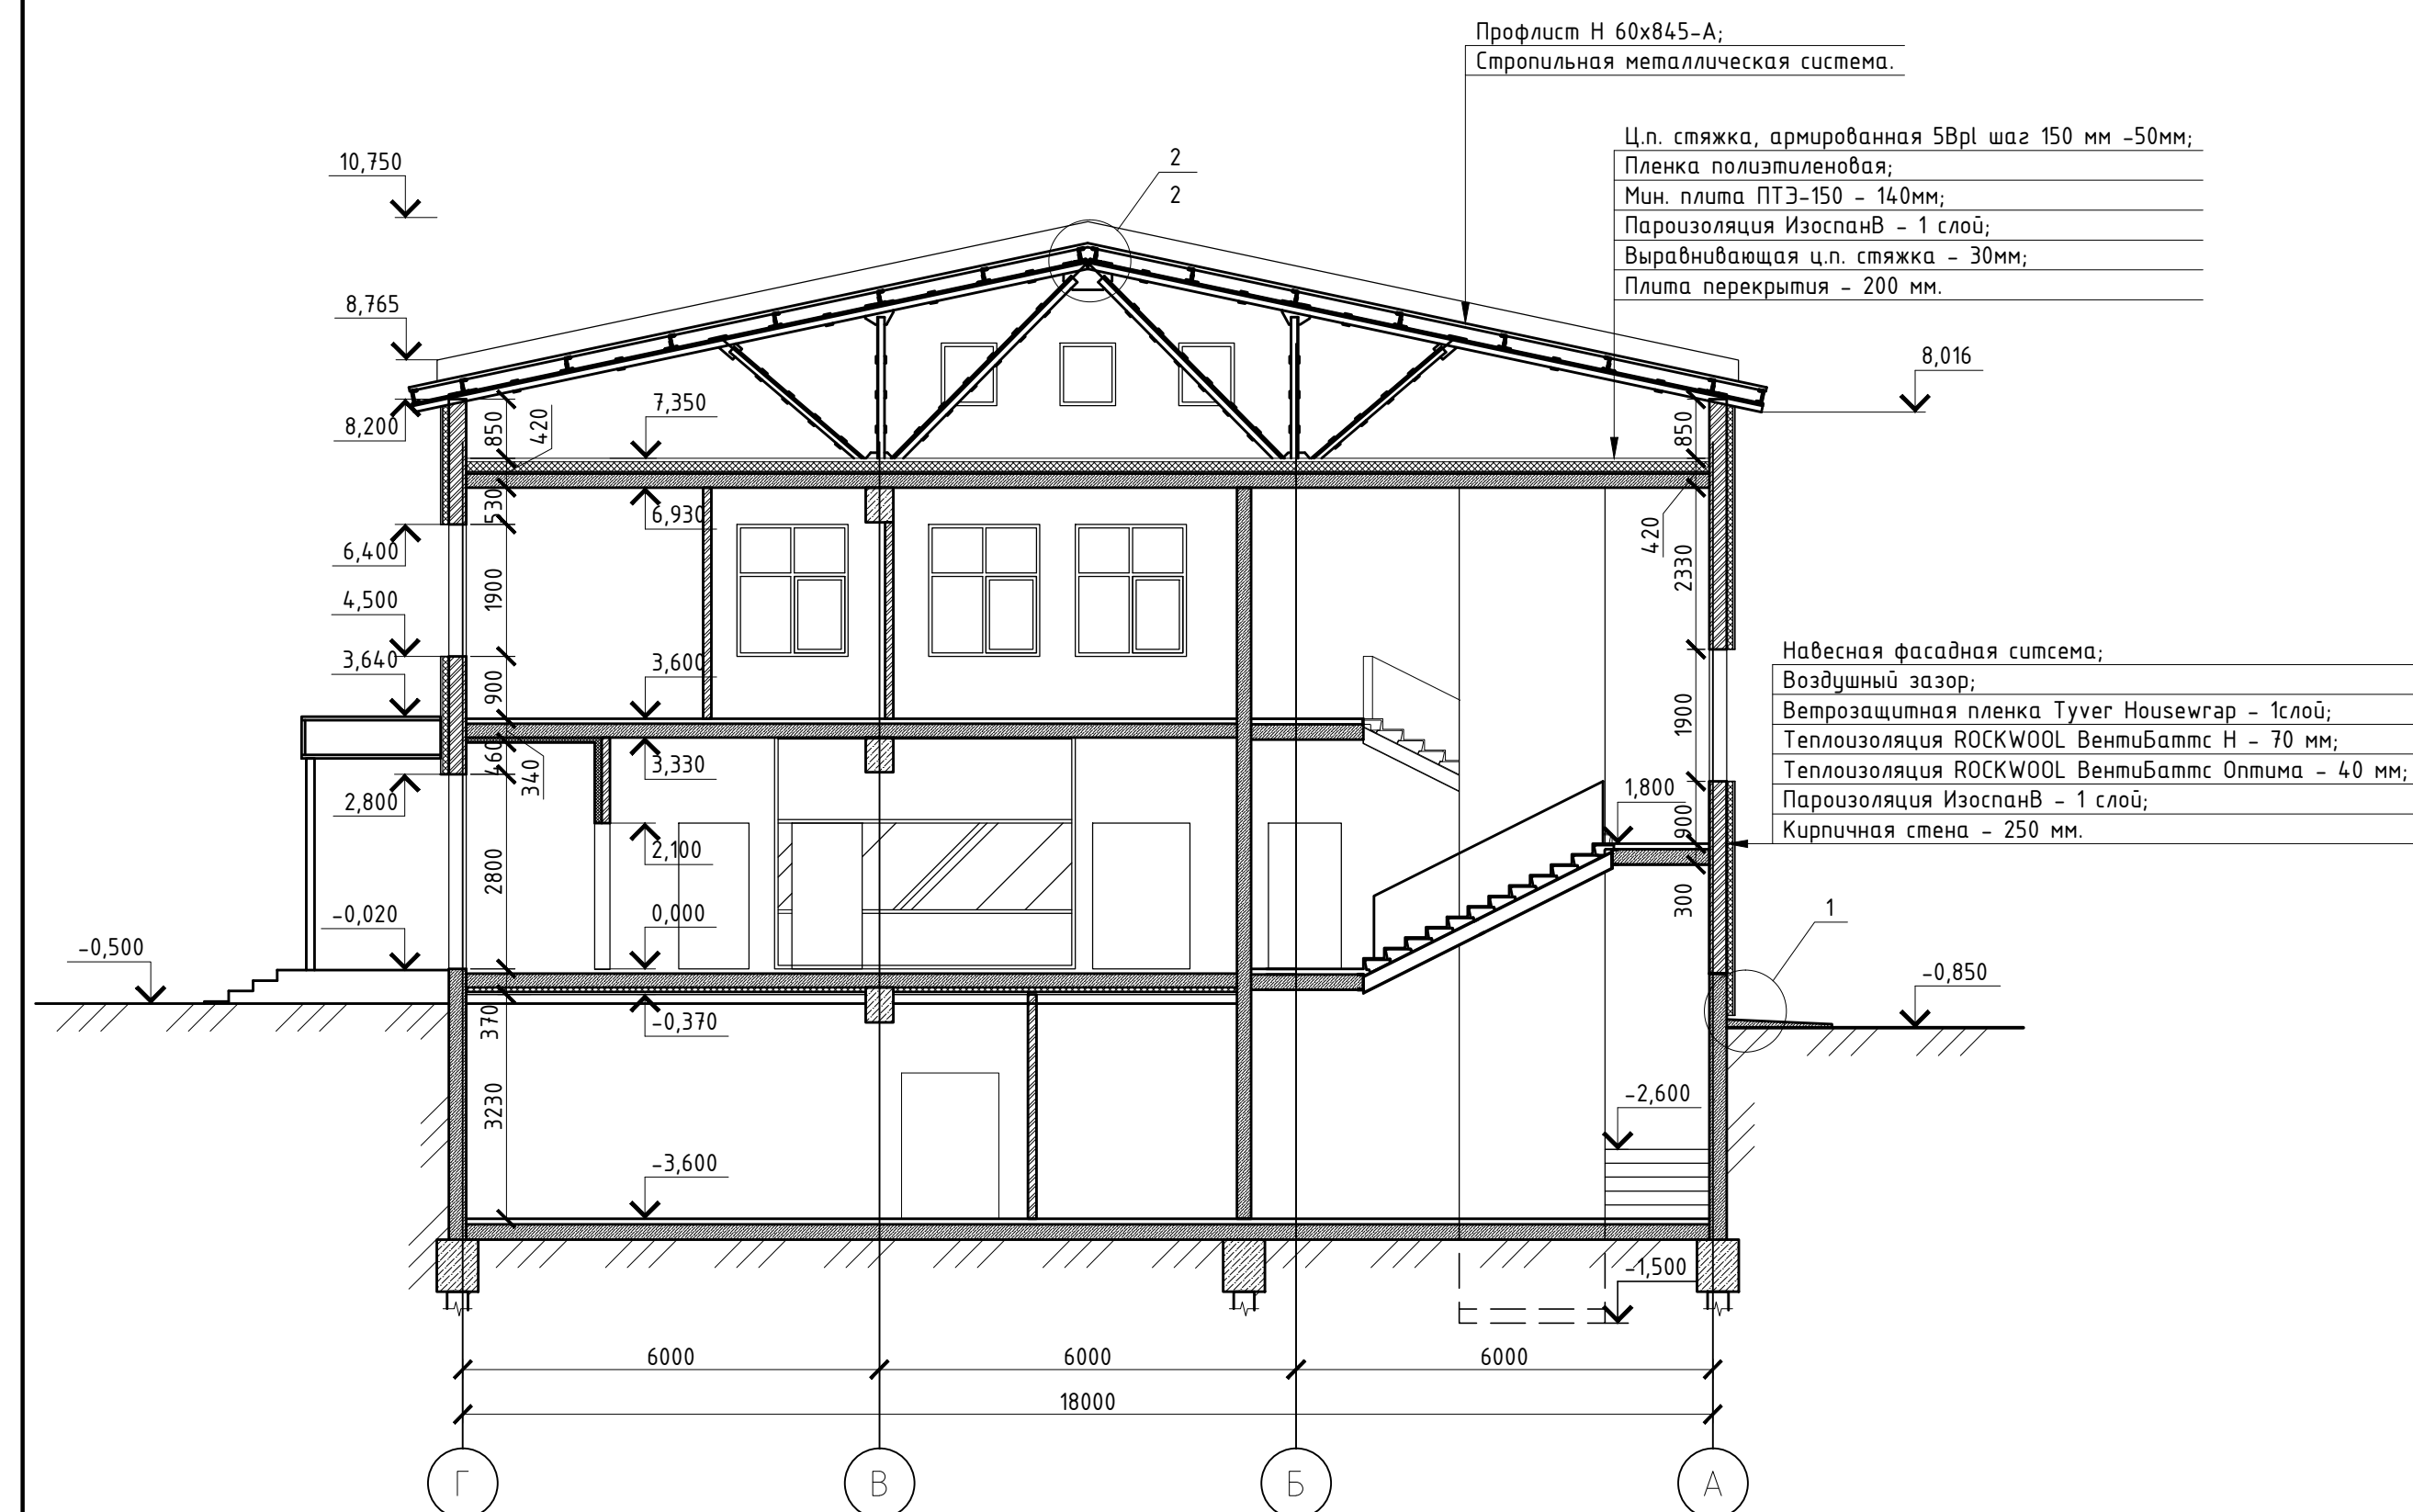 Профлист Н 60х845-А;
Стропильная металлическая система.
Ц.п. стяжка, армированная 5Врl шаг 150 мм -50мм;
Пленка полиэтиленовая;
Мин. плита ПТЭ-150 - 140мм;
Пароизоляция ИзоспанВ - 1 слой;
Выравнивающая ц.п. стяжка - 30мм;
Плита перекрытия - 200 мм.
10,750
2
2
8,765
8,016
8,200
850
420
7,350
850
530
6,930
420
6,400
1900
2330
4,500
3,640
900
3,600
Навесная фасадная ситсема;
Воздушный зазор;
Ветрозащитная пленка Tyver Housewrap - 1слой;
Теплоизоляция ROCKWOOL ВентиБаттс Н - 70 мм;
Теплоизоляция ROCKWOOL ВентиБаттс Оптима - 40 мм;
Пароизоляция ИзоспанВ - 1 слой;
Кирпичная стена - 250 мм.
1900
460
340
3,330
2,800
1,800
900
2,100
2800
300
-0,020
0,000
1
-0,500
-0,850
370
-0,370
3230
-2,600
-3,600
-1,500
6000
6000
6000
18000
Г
В
Б
А